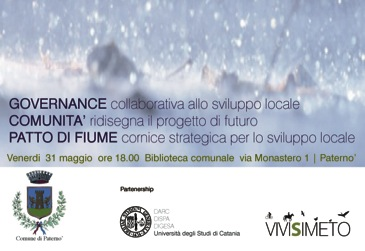 GOVERNANCE collaborativa allo sviluppo locale
COMUNITA' ridisegna il progetto di futuro
PATTO DI FIUME cornice strategica per lo sviluppo locale
Venerdi 31 maggio ore 18.00 Biblioteca comunale via Monastero 1 | Paterno'
Partenership
DARC
DISPA
DIGESA
Università degli Studi di Catania
Comune di Paterno'
VIVISIMETO